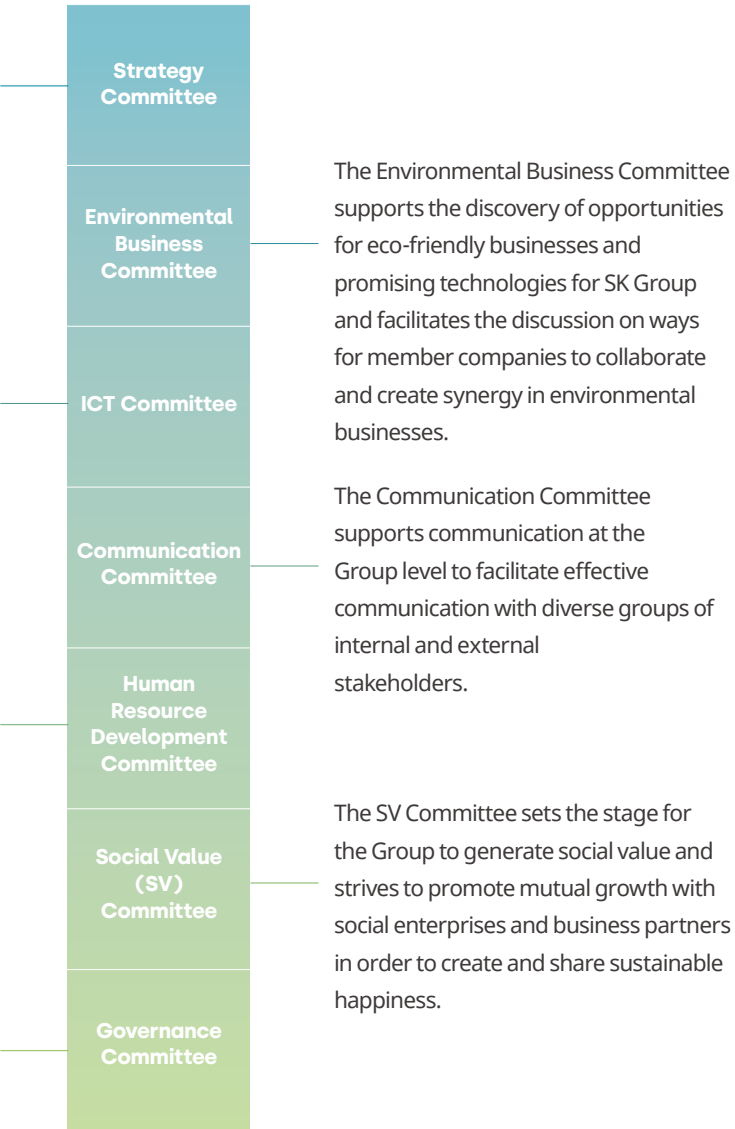 Strategy
Committee
Environmental
Business
Committee
The Environmental Business Committee
supports the discovery of opportunities
for eco-friendly businesses and
promising technologies for SK Group
and facilitates the discussion on ways
for member companies to collaborate
and create synergy in environmental
businesses.
ICT Committee
Communication
Committee
The Communication Committee
supports communication at the
Group level to facilitate effective
communication with diverse groups of
internal and external
stakeholders.
Human
Resource
Development
Committee
Social Value
(SV)
Committee
The SV Committee sets the stage for
the Group to generate social value and
strives to promote mutual growth with
social enterprises and business partners
in order to create and share sustainable
happiness.
Governance
Committee